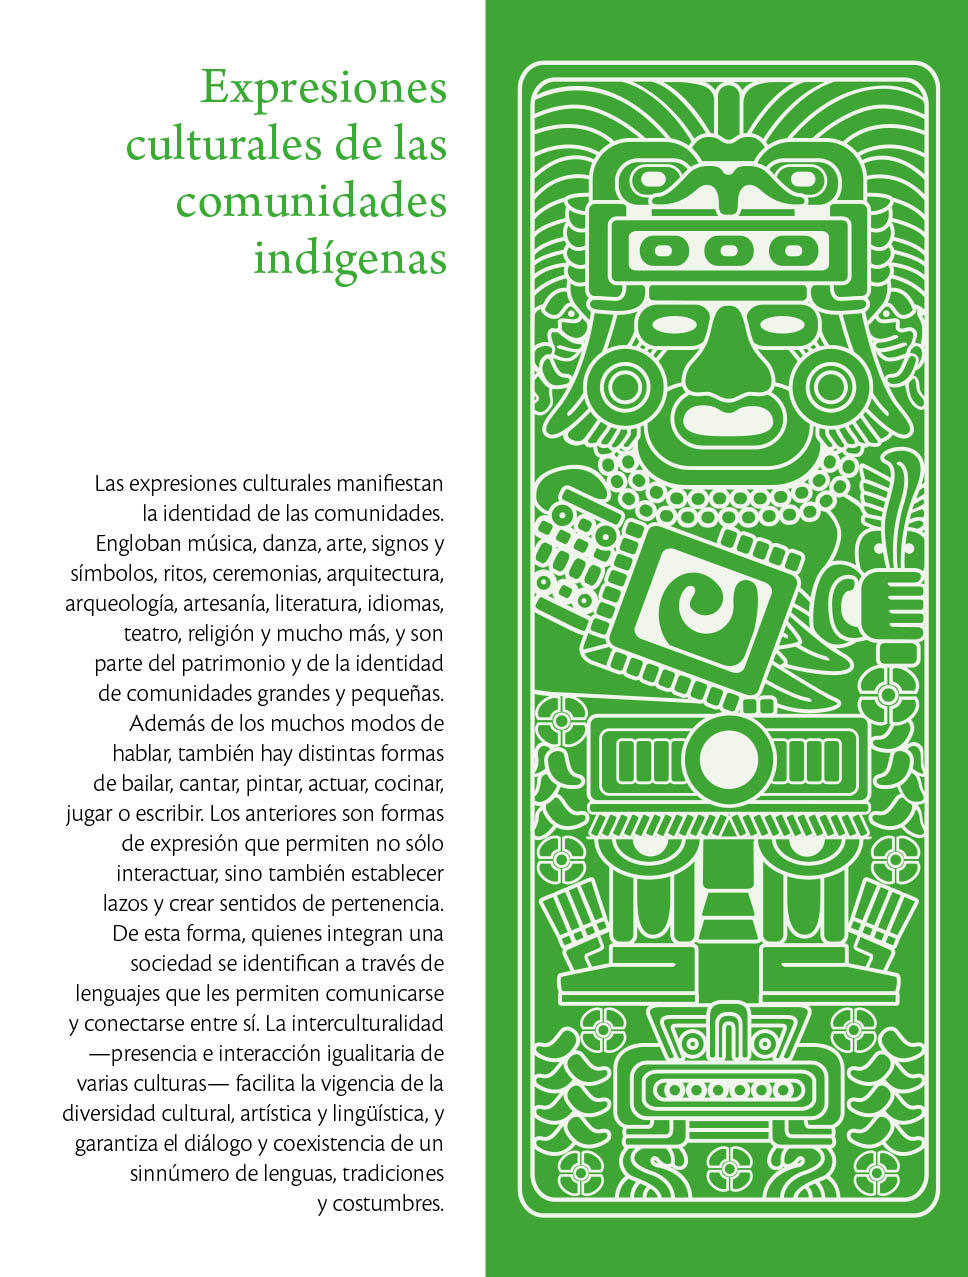 Expresiones
culturales de las
comunidades
indígenas
Las expresiones culturales manifiestan
la identidad de las comunidades.
Engloban música, danza, arte, signos y
símbolos, ritos, ceremonias, arquitectura,
arqueología, artesanía, literatura, idiomas,
teatro, religión y mucho más, y son
parte del patrimonio y de la identidad
de comunidades grandes y pequeñas.
Además de los muchos modos de
hablar, también hay distintas formas
de bailar, cantar, pintar, actuar, cocinar,
jugar o escribir. Los anteriores son formas
de expresión que permiten no sólo
interactuar, sino también establecer
lazos y crear sentidos de pertenencia.
De esta forma, quienes integran una
sociedad se identifican a través de
lenguajes que les permiten comunicarse
y conectarse entre sí. La interculturalidad
—presencia e interacción igualitaria de
varias culturas— facilita la vigencia de la
diversidad cultural, artística y lingüística, y
garantiza el diálogo y coexistencia de un
sinnúmero de lenguas, tradiciones
y costumbres.